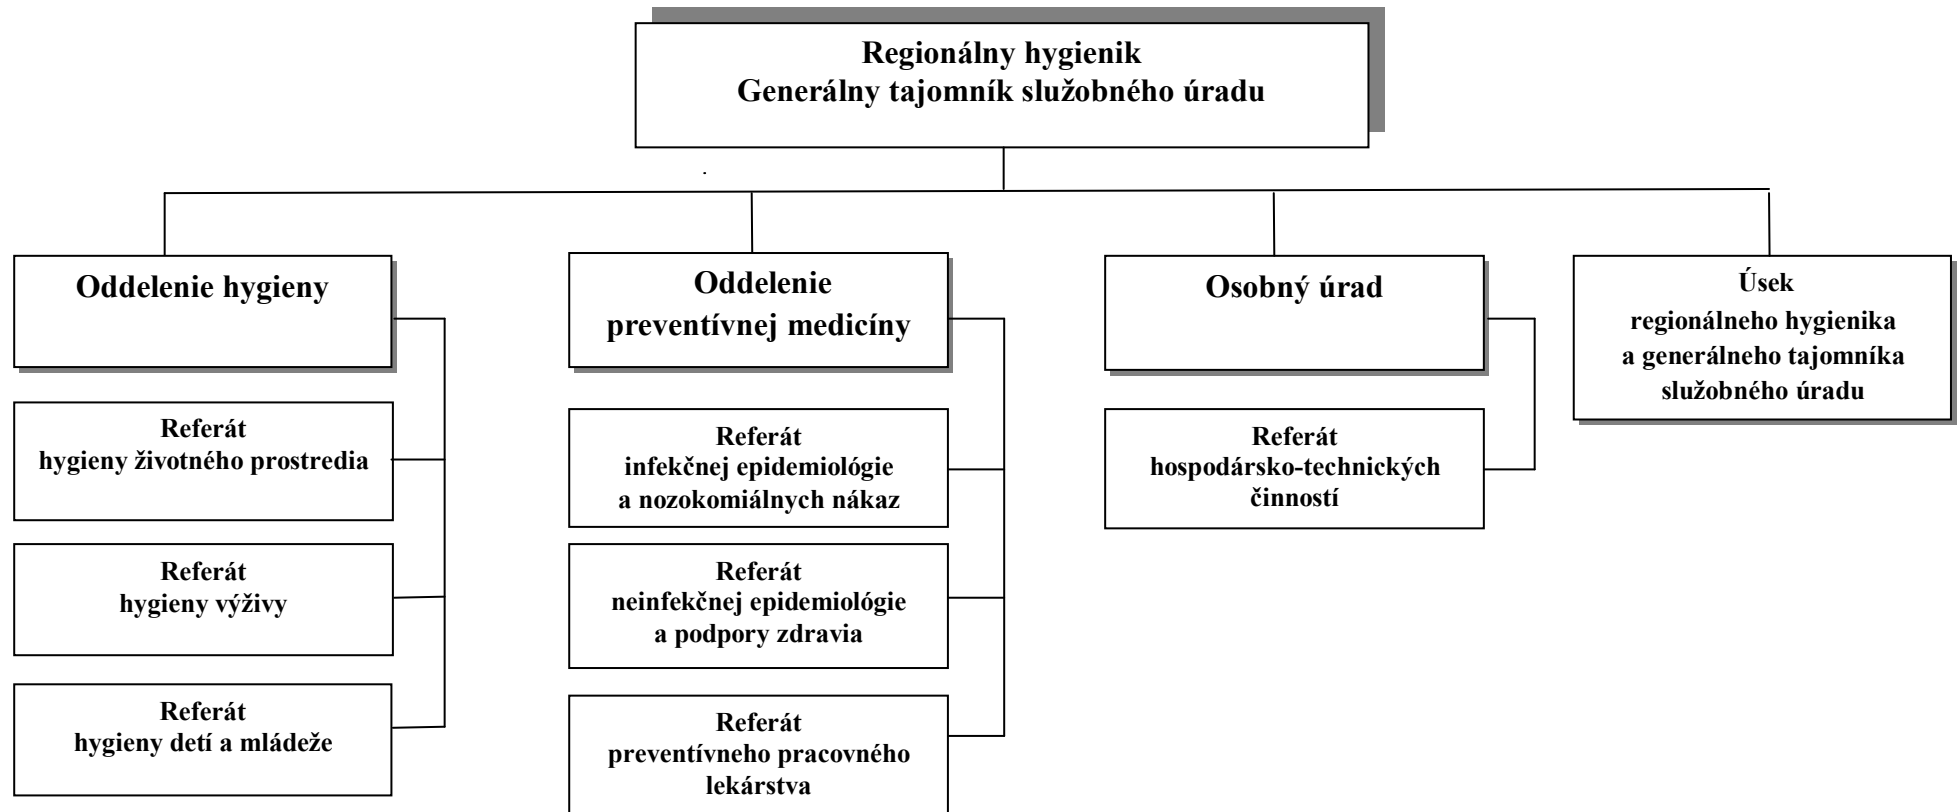 Regionálny hygienik
Generálny tajomník služobného úradu
.
Oddelenie hygieny
Referát
hygieny životného prostredia
Referát
hygieny výživy
Referát
hygieny detí a mládeže
Oddelenie
preventívnej medicíny
Referát
infekčnej epidemiológie
a nozokomiálnych nákaz
Referát
neinfekčnej epidemiológie
a podpory zdravia
Referát
preventívneho pracovného
lekárstva
Osobný úrad
Referát
hospodársko-technických
činností
Úsek
regionálneho hygienika
a generálneho tajomníka
služobného úradu